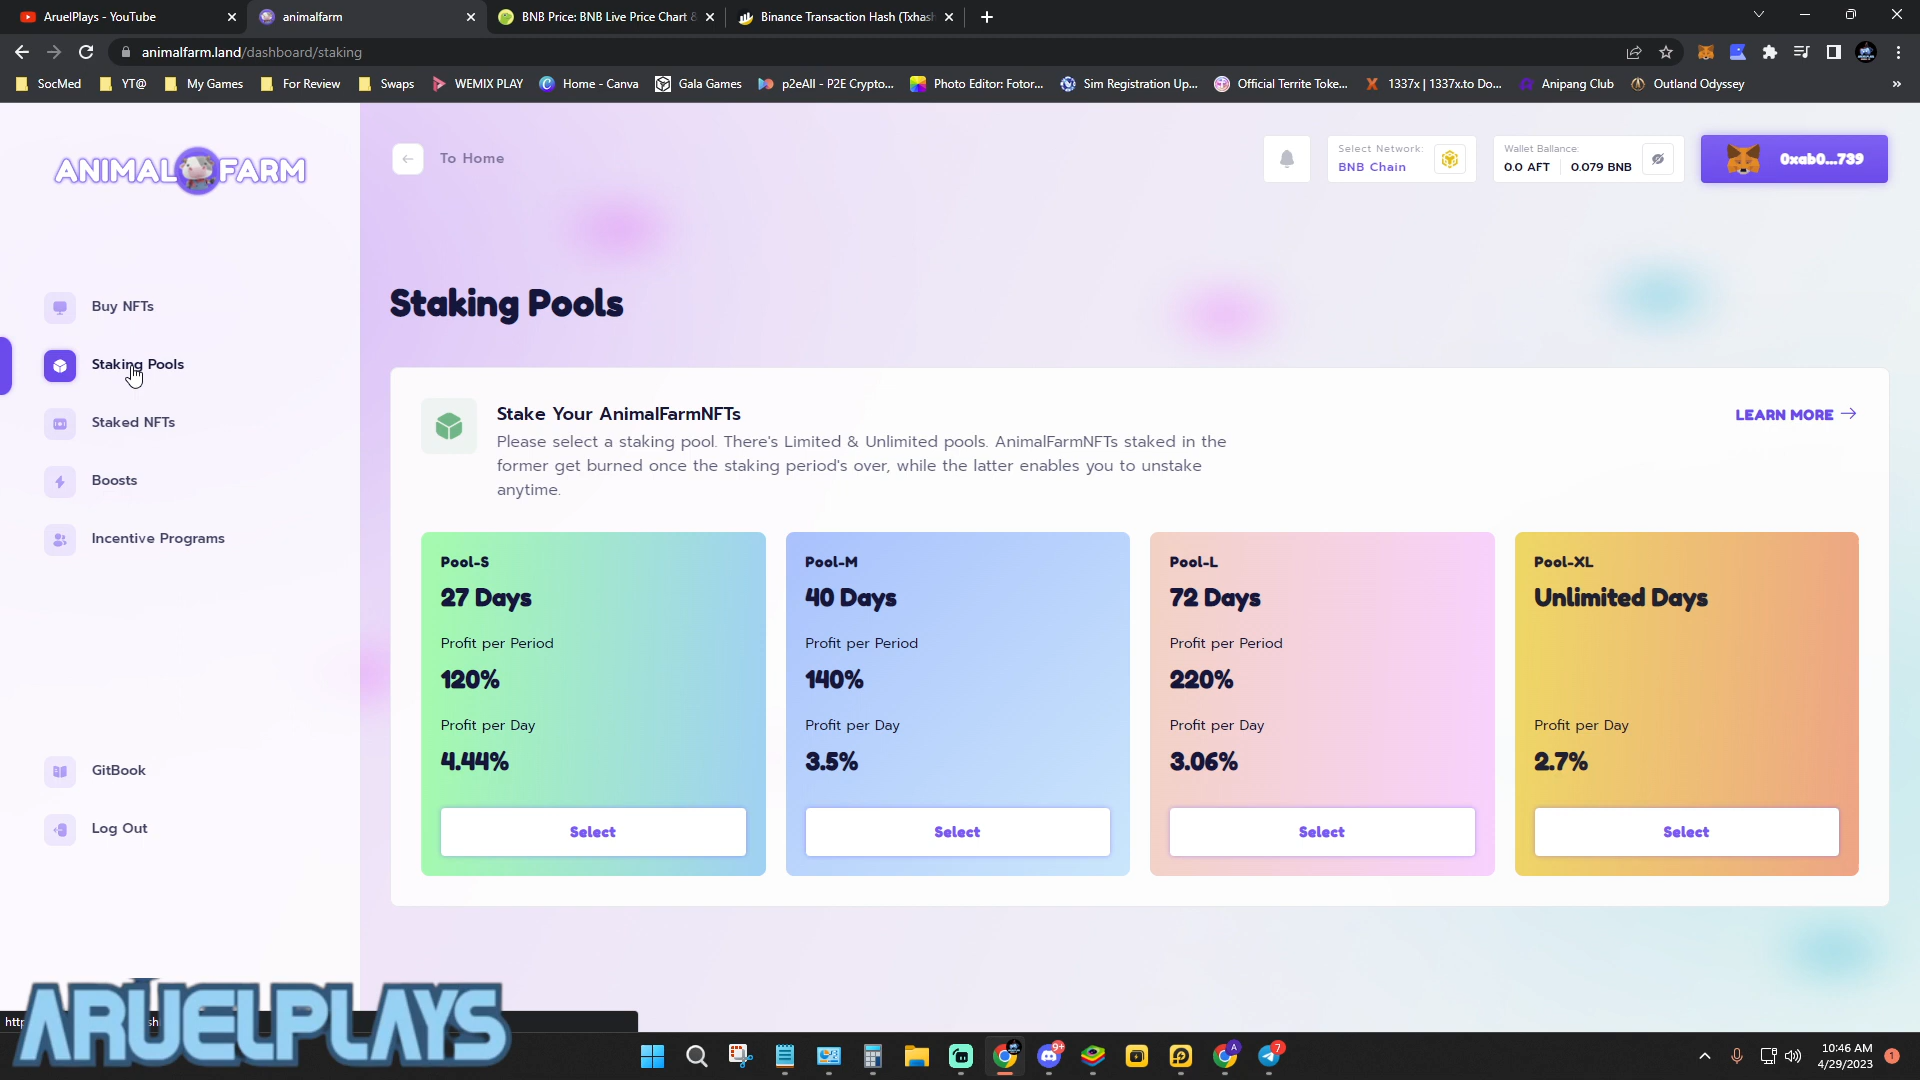 AruelPlays - YouTube
animalfarm
BNB Price: BNB Live Price Chart &
Binance Transaction Hash (Txhash
animalfarm.land/dashboard/staking
SocMed
YT@
My Games
For Review
Swaps
WEMIX PLAY
Home - Canva
Gala Games
p2eAll - P2E Crypto...
Photo Editor: Fotor...
Sim Registration Up...
Official Territe Toke...
1337x | 1337x.to Do...
Anipang Club
Outland Odyssey
»
ANIMAL FARM
To Home
Select Network:
BNB Chain
Wallet Ballance:
0.0 AFT
0.079 BNB
0xab0...739
Buy NFTs
Staking Pools
Staked NFTs
Boosts
Incentive Programs
GitBook
Log Out
Staking Pools
Stake Your AnimalFarmNFTs
LEARN MORE
Please select a staking pool. There's Limited & Unlimited pools. AnimalFarmNFTs staked in the
former get burned once the staking period's over, while the latter enables you to unstake
anytime.
Pool-S
27 Days
Profit per Period
120%
Profit per Day
4.44%
Select
Pool-M
40 Days
Profit per Period
140%
Profit per Day
3.5%
Select
Pool-L
72 Days
Profit per Period
220%
Profit per Day
3.06%
Select
Pool-XL
Unlimited Days
Profit per Day
2.7%
Select
ARUELPLAYS
9+
A
7
10:46 AM
4/29/2023
1